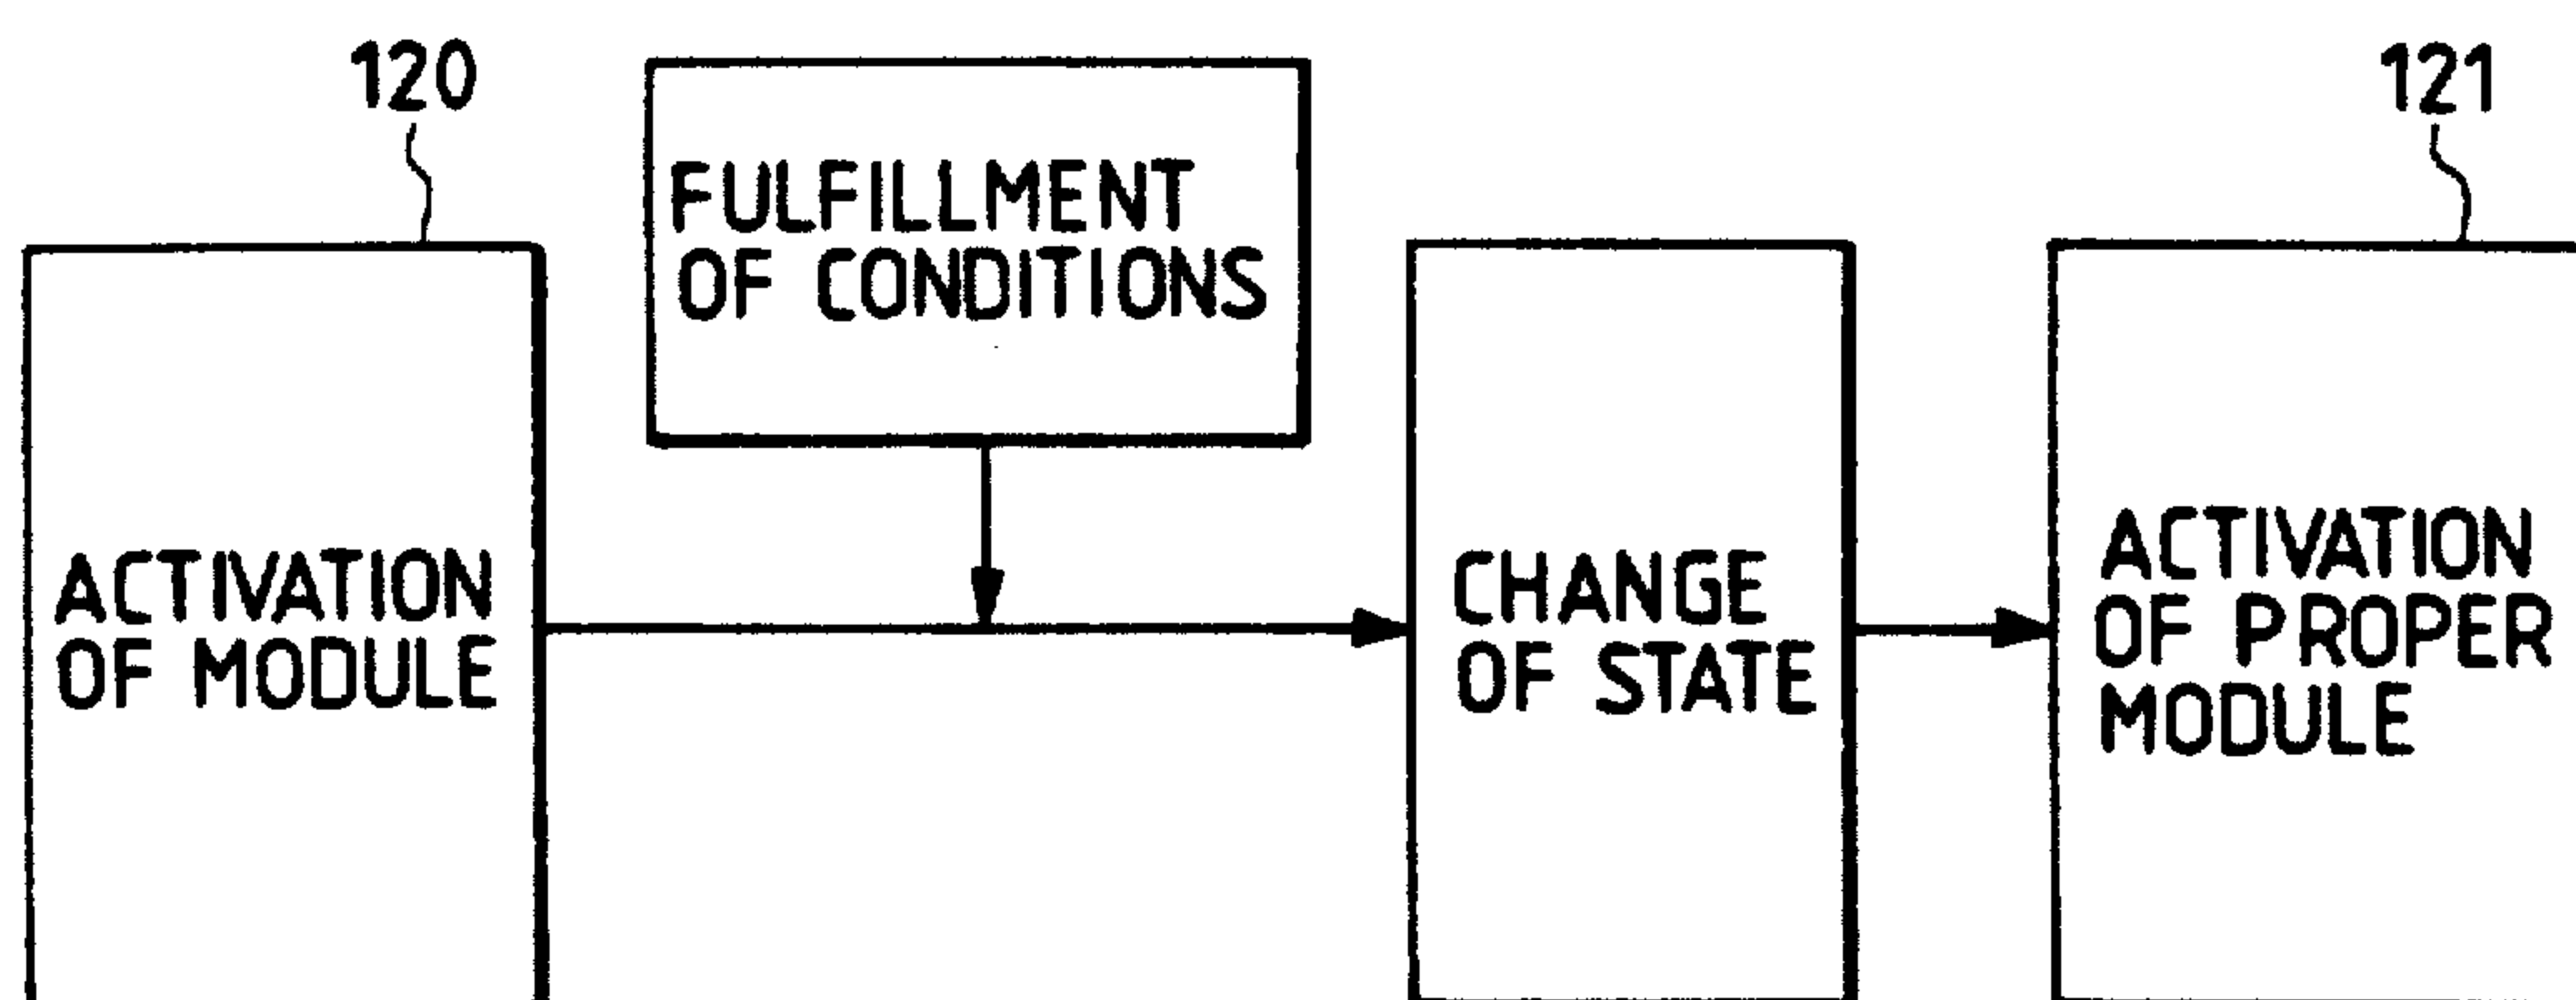 120
FULFILLMENT
OF CONDITIONS
121
ACTIVATION
OF MODULE
CHANGE
OF STATE
ACTIVATION
OF PROPER
MODULE